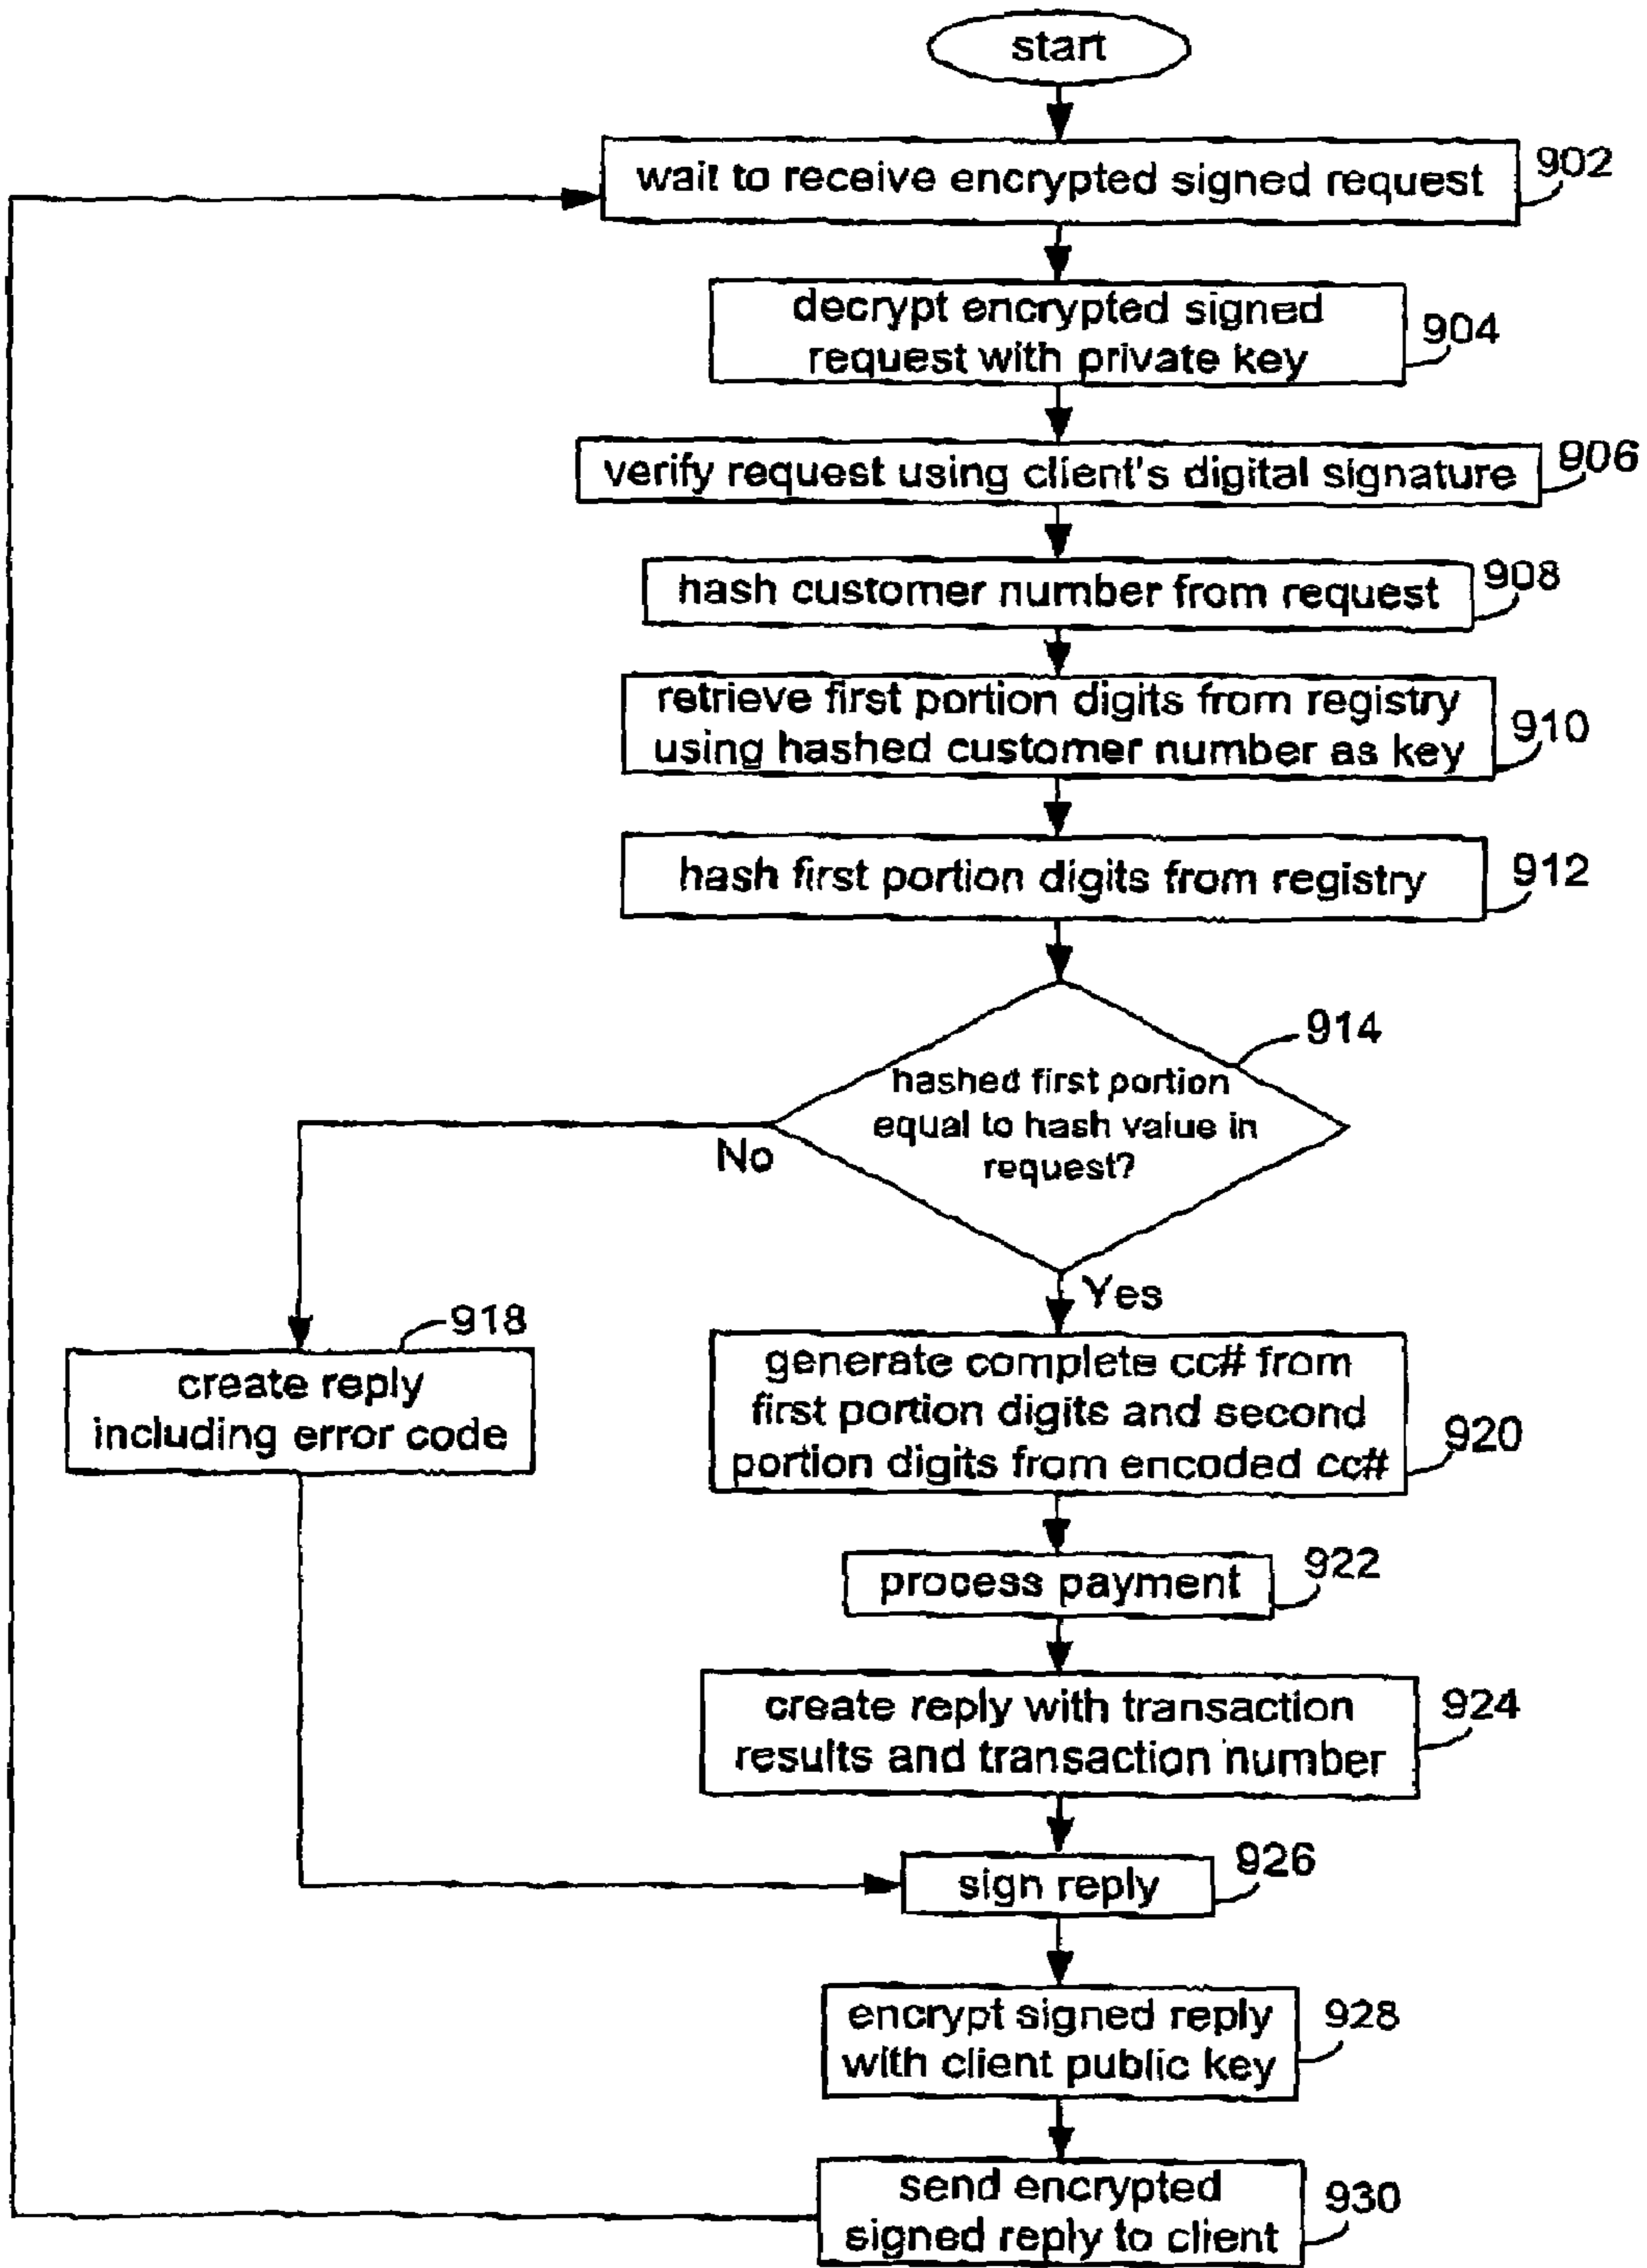 start
wait to receive encrypted signed request
902
decrypt encrypted signed
request with private key
904
verify request using client's digital signature
906
hash customer number from request
908
retrieve first portion digits from registry
using hashed customer number as key
910
hash first portion digits from registry
912
914
hashed first portion
equal to hash value in
request?
No
Yes
918
create reply
including error code
generate complete cc# from
first portion digits and second
portion digits from encoded cc#
920
process payment
922
create reply with transaction
results and transaction number
924
sign reply
926
encrypt signed reply
with client public key
928
send encrypted
signed reply to client
930